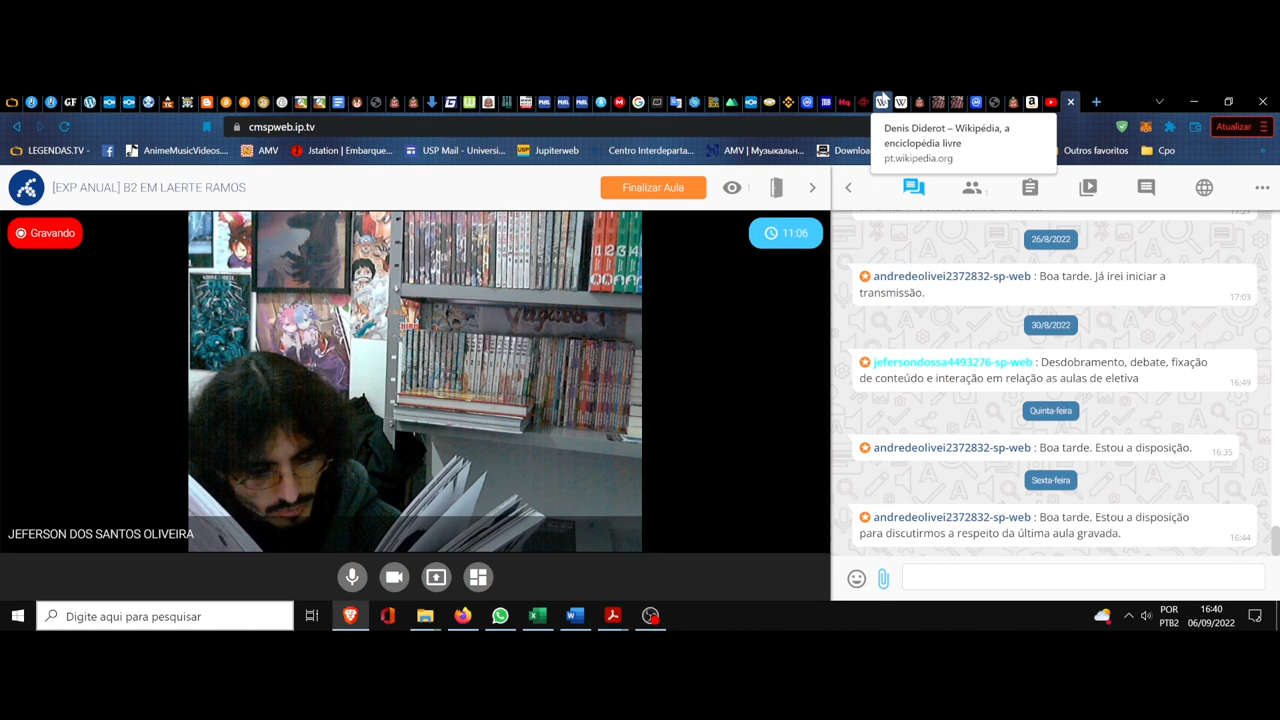 cmspweb.ip.tv
Atualizar
Denis Diderot – Wikipédia, a
enciclopédia livre
pt.wikipedia.org
LEGENDAS.TV -
AnimeMusicVideos....
AMV
Jstation | Embarque...
USP Mail - Universi...
Jupiterweb
Centro Interdeparta...
AMV | Музыкальн...
Outros favoritos
Cpo
[EXP ANUAL] B2 EM LAERTE RAMOS
Finalizar Aula
1
1
Gravando
11:06
26/8/2022
andredeolivei2372832-sp-web : Boa tarde. Já irei iniciar a
transmissão.
17:03
30/8/2022
jefersondossa4493276-sp-web : Desdobramento, debate, fixação
de conteúdo e interação em relação as aulas de eletiva
16:49
Quinta-feira
andredeolivei2372832-sp-web : Boa tarde. Estou a disposição.
16:35
Sexta-feira
andredeolivei2372832-sp-web : Boa tarde. Estou a disposição
para discutirmos a respeito da última aula gravada.
16:44
JEFERSON DOS SANTOS OLIVEIRA
Digite aqui para pesquisar
POR
PTB2
16:40
06/09/2022